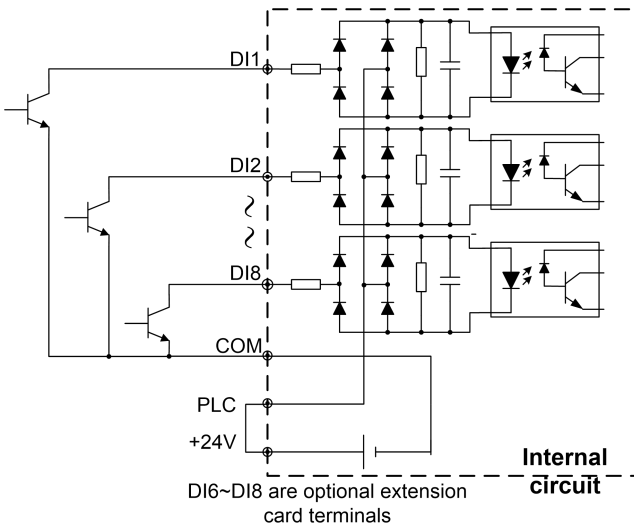 DI1
DI2
DI8
COM
PLC
+24V
Internal
circuit
DI6~DI8 are optional extension
card terminals